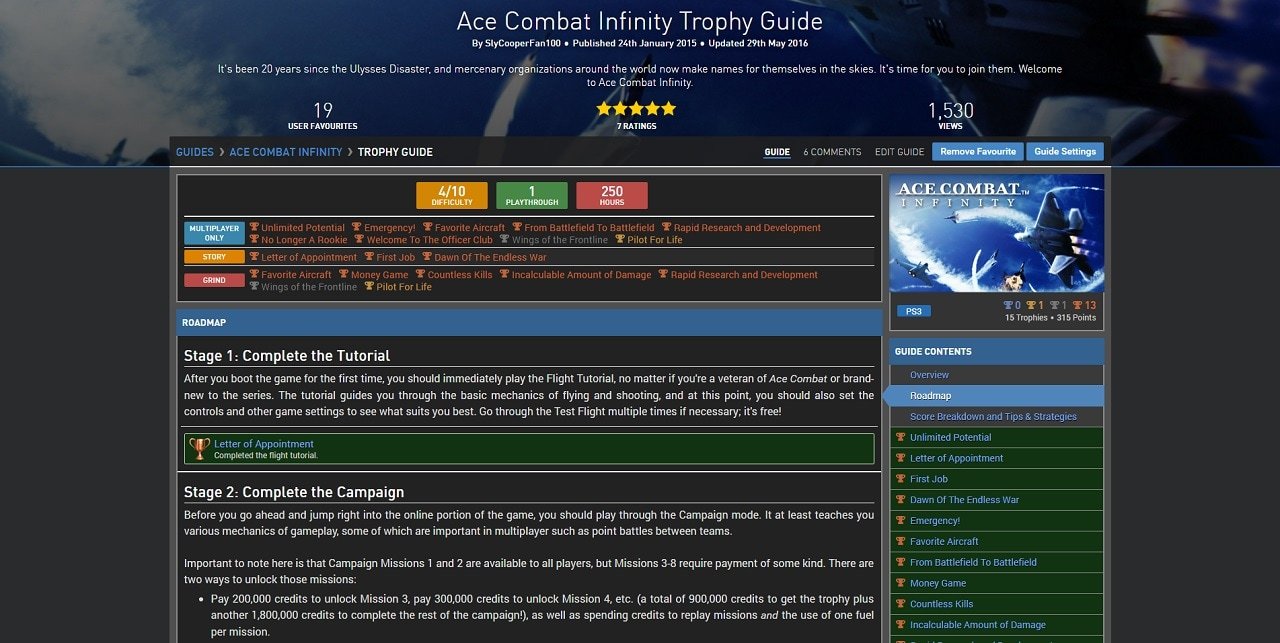 Ace Combat Infinity Trophy Guide
By SlyCooperFan100 • Published 24th January 2015 • Updated 29th May 2016
It's been 20 years since the Ulysses Disaster, and mercenary organizations around the world now make names for themselves in the skies. It's time for you to join them. Welcome
to Ace Combat Infinity.
19
USER FAVOURITES
7 RATINGS
1,530
VIEWS
GUIDES › ACE COMBAT INFINITY › TROPHY GUIDE
GUIDE 6 COMMENTS EDIT GUIDE Remove Favourite Guide Settings
4/10
DIFFICULTY
1
PLAYTHROUGH
250
HOURS
MULTIPLAYER
ONLY
Unlimited Potential Emergency! Favorite Aircraft From Battlefield To Battlefield Rapid Research and Development
No Longer A Rookie Welcome To The Officer Club Wings of the Frontline Pilot For Life
STORY
Letter of Appointment First Job Dawn Of The Endless War
GRIND
Favorite Aircraft Money Game Countless Kills Incalculable Amount of Damage Rapid Research and Development
Wings of the Frontline Pilot For Life
ROADMAP
Stage 1: Complete the Tutorial
After you boot the game for the first time, you should immediately play the Flight Tutorial, no matter if you're a veteran of Ace Combat or brand-
new to the series. The tutorial guides you through the basic mechanics of flying and shooting, and at this point, you should also set the
controls and other game settings to see what suits you best. Go through the Test Flight multiple times if necessary; it's free!
Letter of Appointment
Completed the flight tutorial.
Stage 2: Complete the Campaign
Before you go ahead and jump right into the online portion of the game, you should play through the Campaign mode. It at least teaches you
various mechanics of gameplay, some of which are important in multiplayer such as point battles between teams.
Important to note here is that Campaign Missions 1 and 2 are available to all players, but Missions 3-8 require payment of some kind. There are
two ways to unlock those missions:
• Pay 200,000 credits to unlock Mission 3, pay 300,000 credits to unlock Mission 4, etc. (a total of 900,000 credits to get the trophy plus
another 1,800,000 credits to complete the rest of the campaign!), as well as spending credits to replay missions and the use of one fuel
per mission.
ACE COMBAT™
INFINITY
PS3
0 1 1 13
15 Trophies • 315 Points
GUIDE CONTENTS
Overview
Roadmap
Score Breakdown and Tips & Strategies
Unlimited Potential
Letter of Appointment
First Job
Dawn Of The Endless War
Emergency!
Favorite Aircraft
From Battlefield To Battlefield
Money Game
Countless Kills
Incalculable Amount of Damage